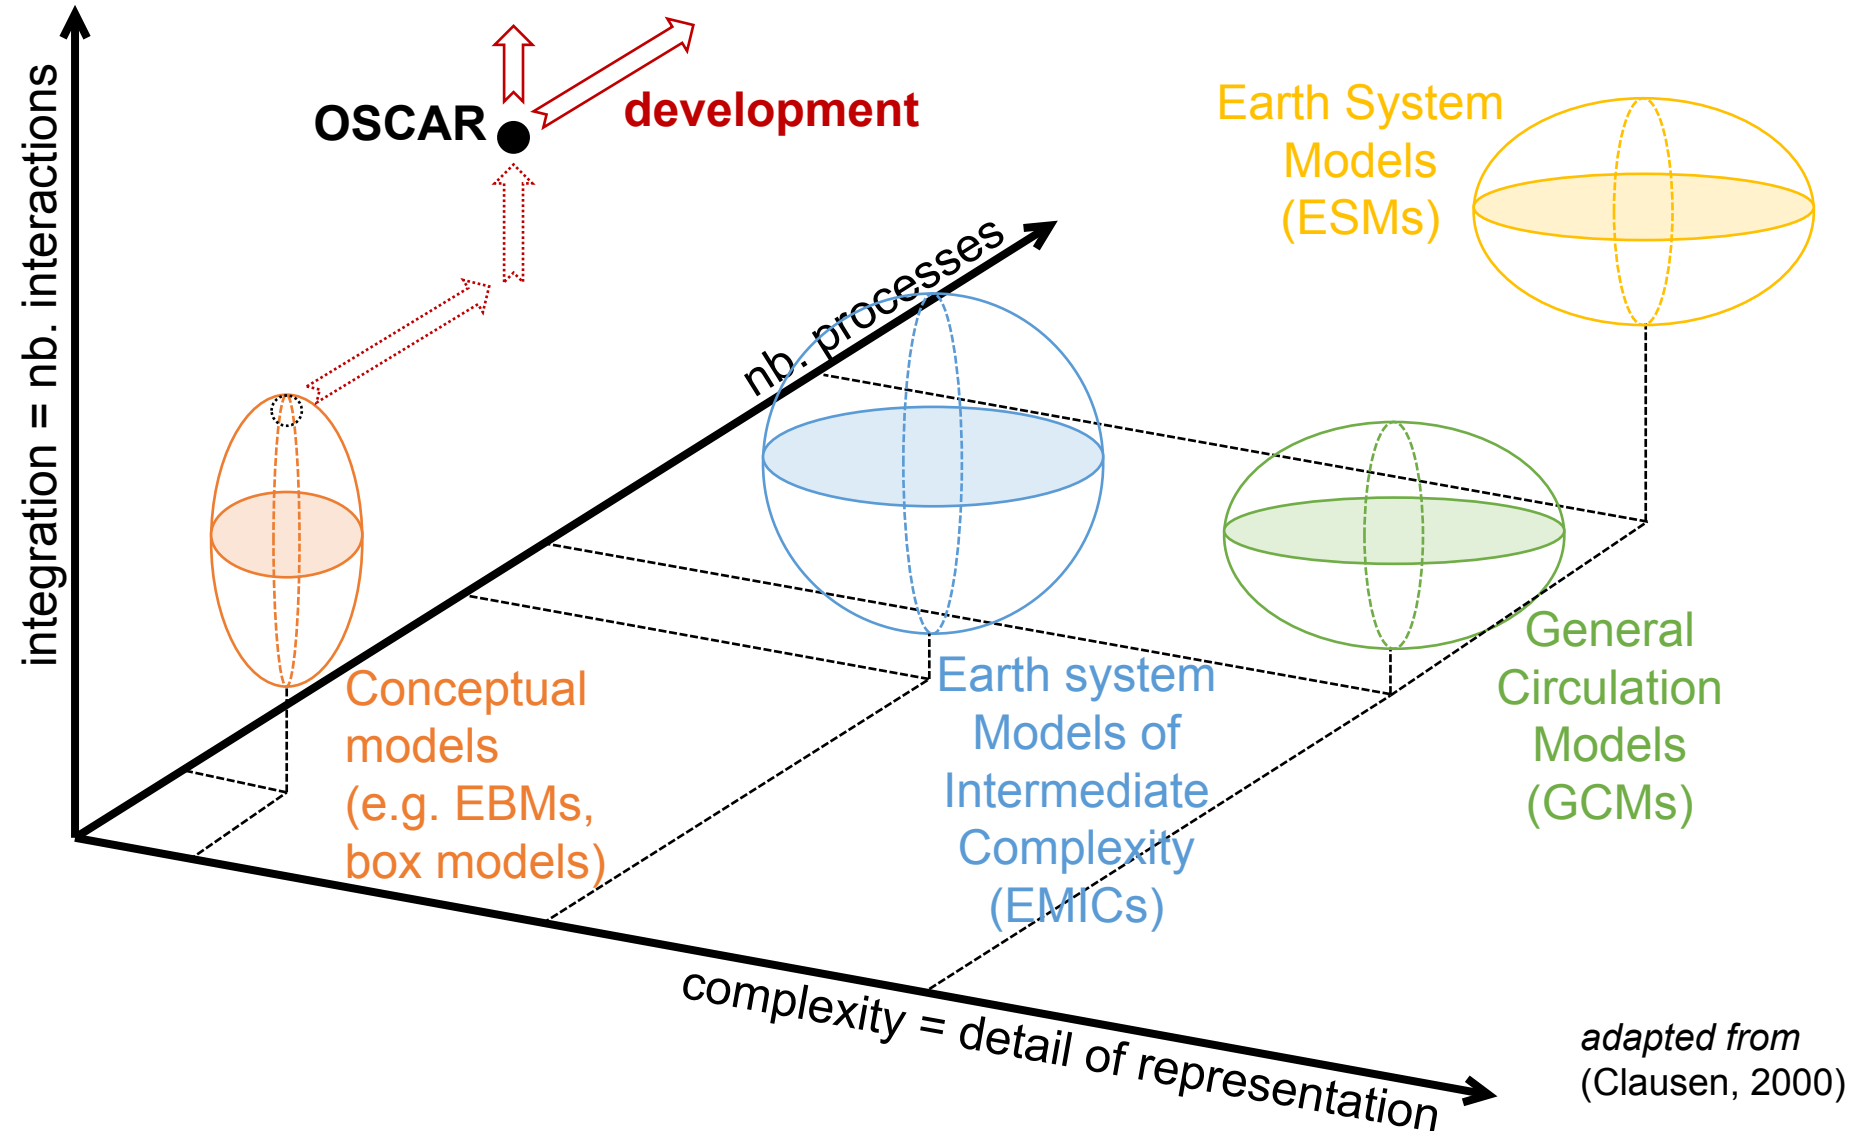 integration = nb. interactions
OSCAR
development
nb. processes
Earth System
Models
(ESMs)
Conceptual
models
(e.g. EBMs,
box models)
Earth system
Models of
Intermediate
Complexity
(EMICs)
General
Circulation
Models
(GCMs)
complexity = detail of representation
adapted from
(Clausen, 2000)